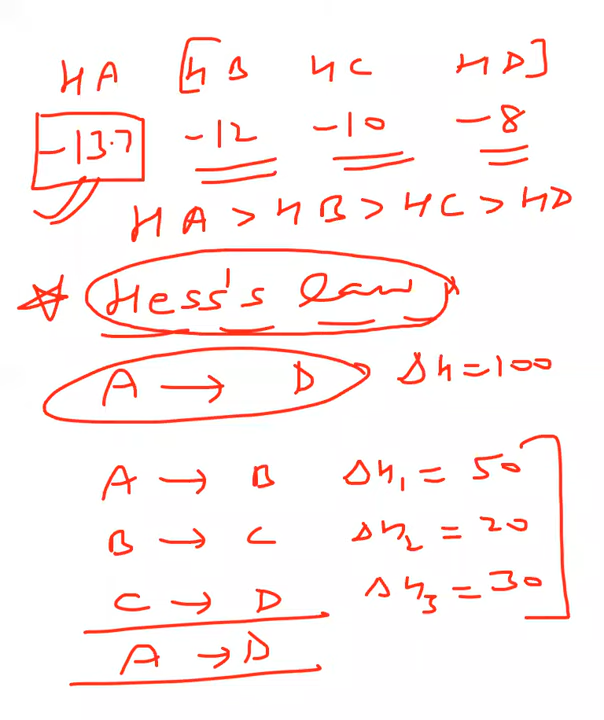 HA [HB HC HD]
-13.7 -12 -10 -8
HA > HB > HC > HD
Hess's law
A → D ΔH=100
A → B ΔH₁ = 50
B → C ΔH₂ = 20
C → D ΔH₃ = 30
A → D